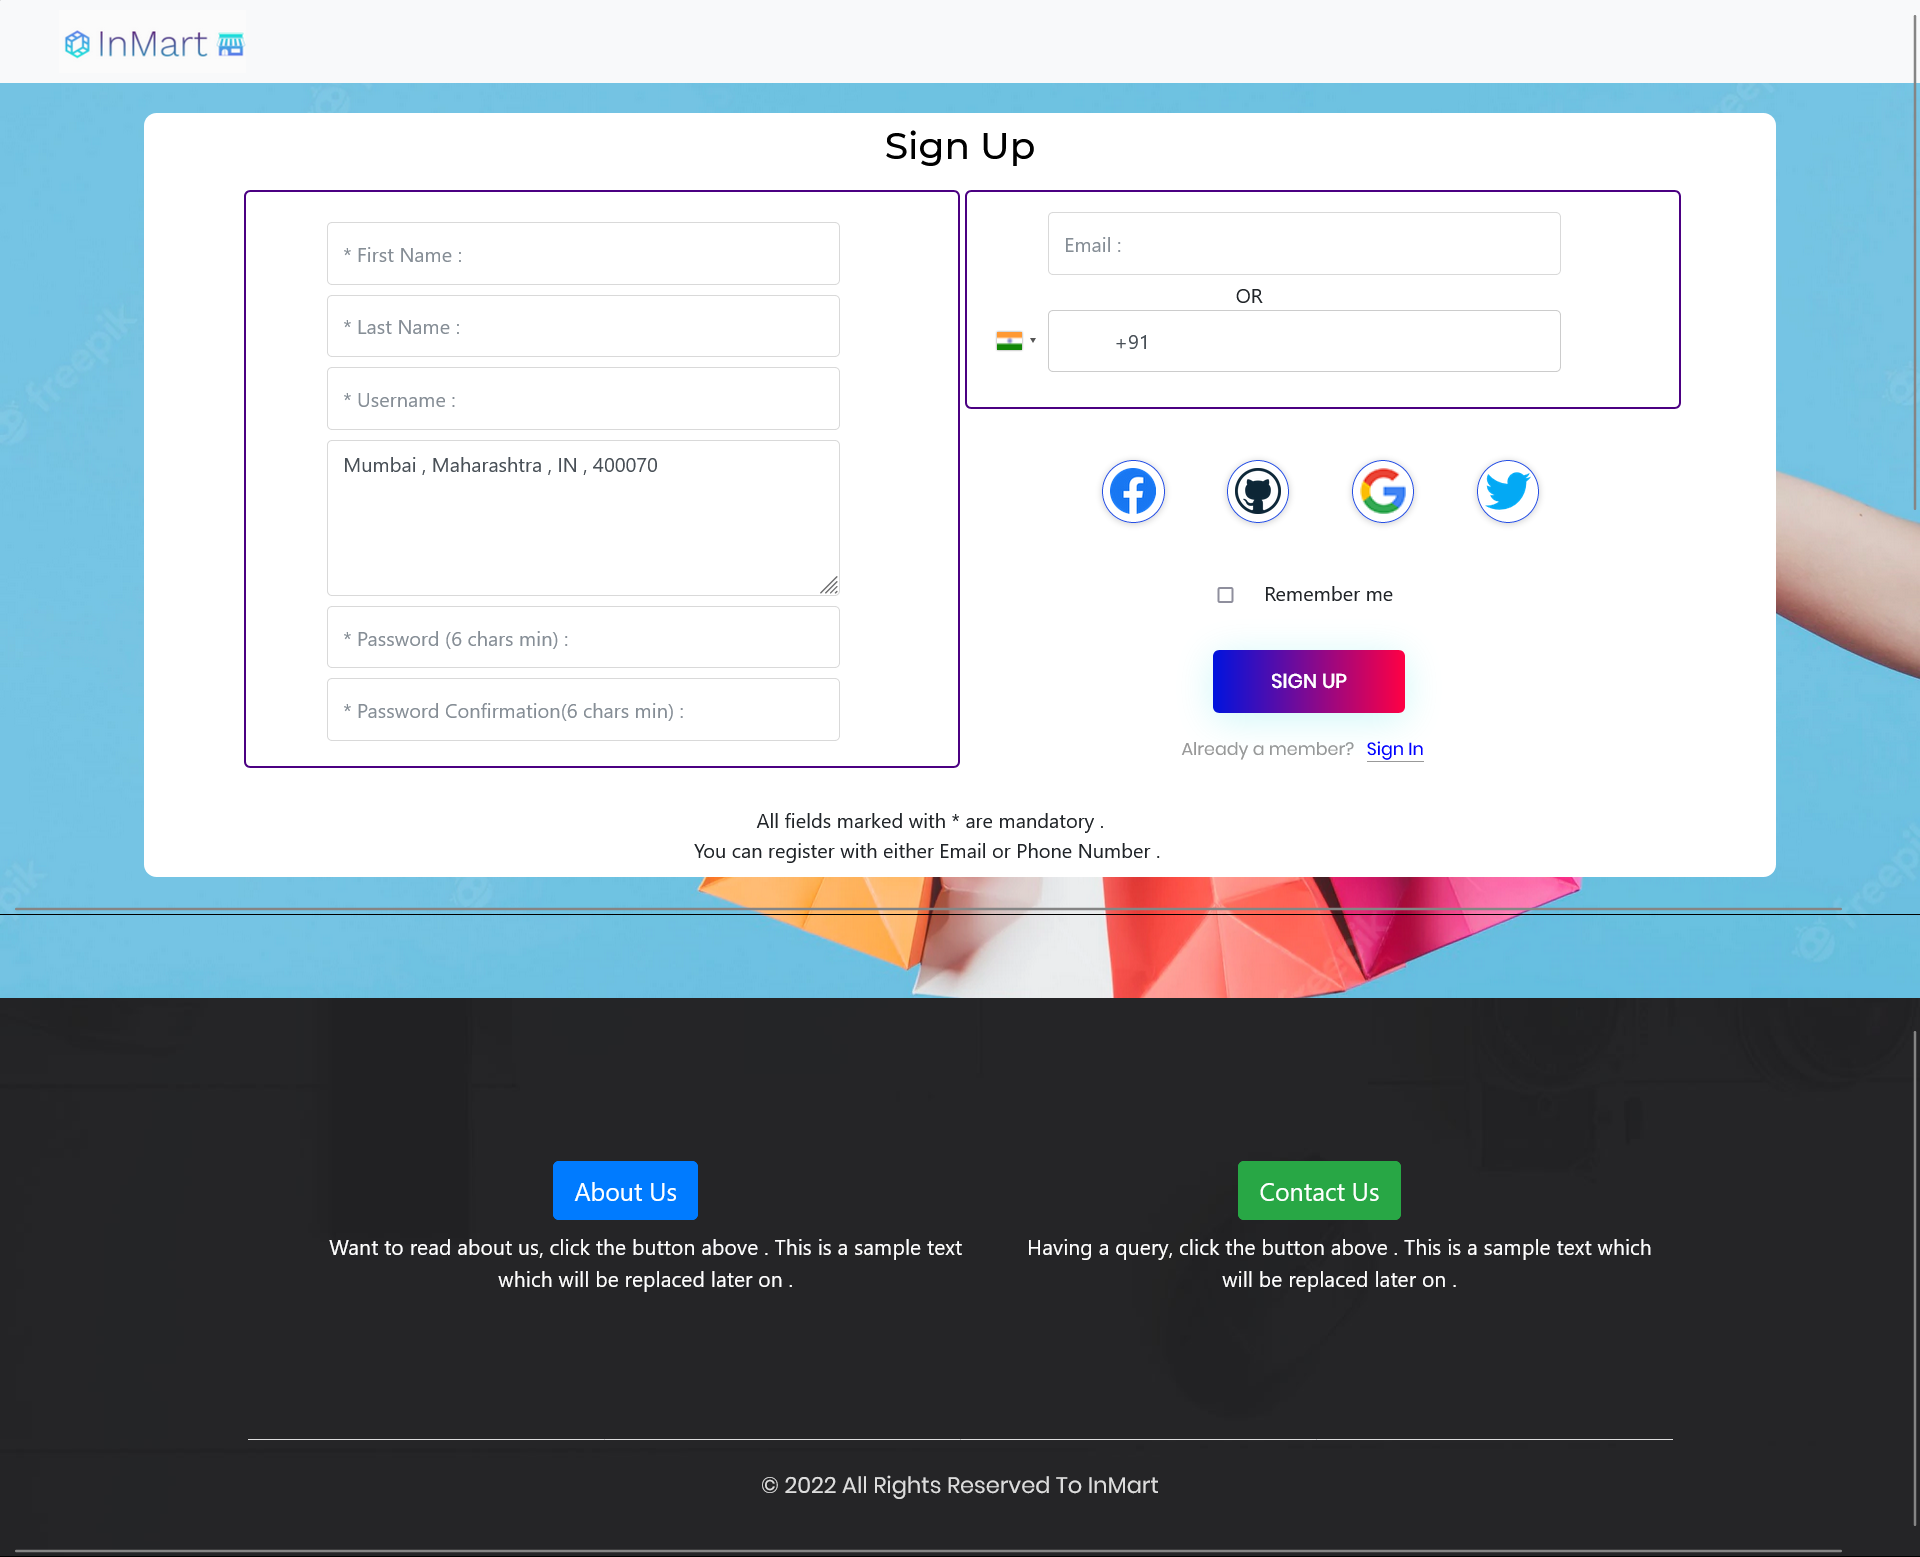 InMart
Sign Up
* First Name :
* Last Name :
* Username :
Mumbai , Maharashtra , IN , 400070
* Password (6 chars min) :
* Password Confirmation(6 chars min) :
Email :
OR
+91
Remember me
SIGN UP
Already a member? Sign In
All fields marked with * are mandatory .
You can register with either Email or Phone Number .
freepik
freepik
About Us
Want to read about us, click the button above . This is a sample text
which will be replaced later on .
Contact Us
Having a query, click the button above . This is a sample text which
will be replaced later on .
© 2022 All Rights Reserved To InMart